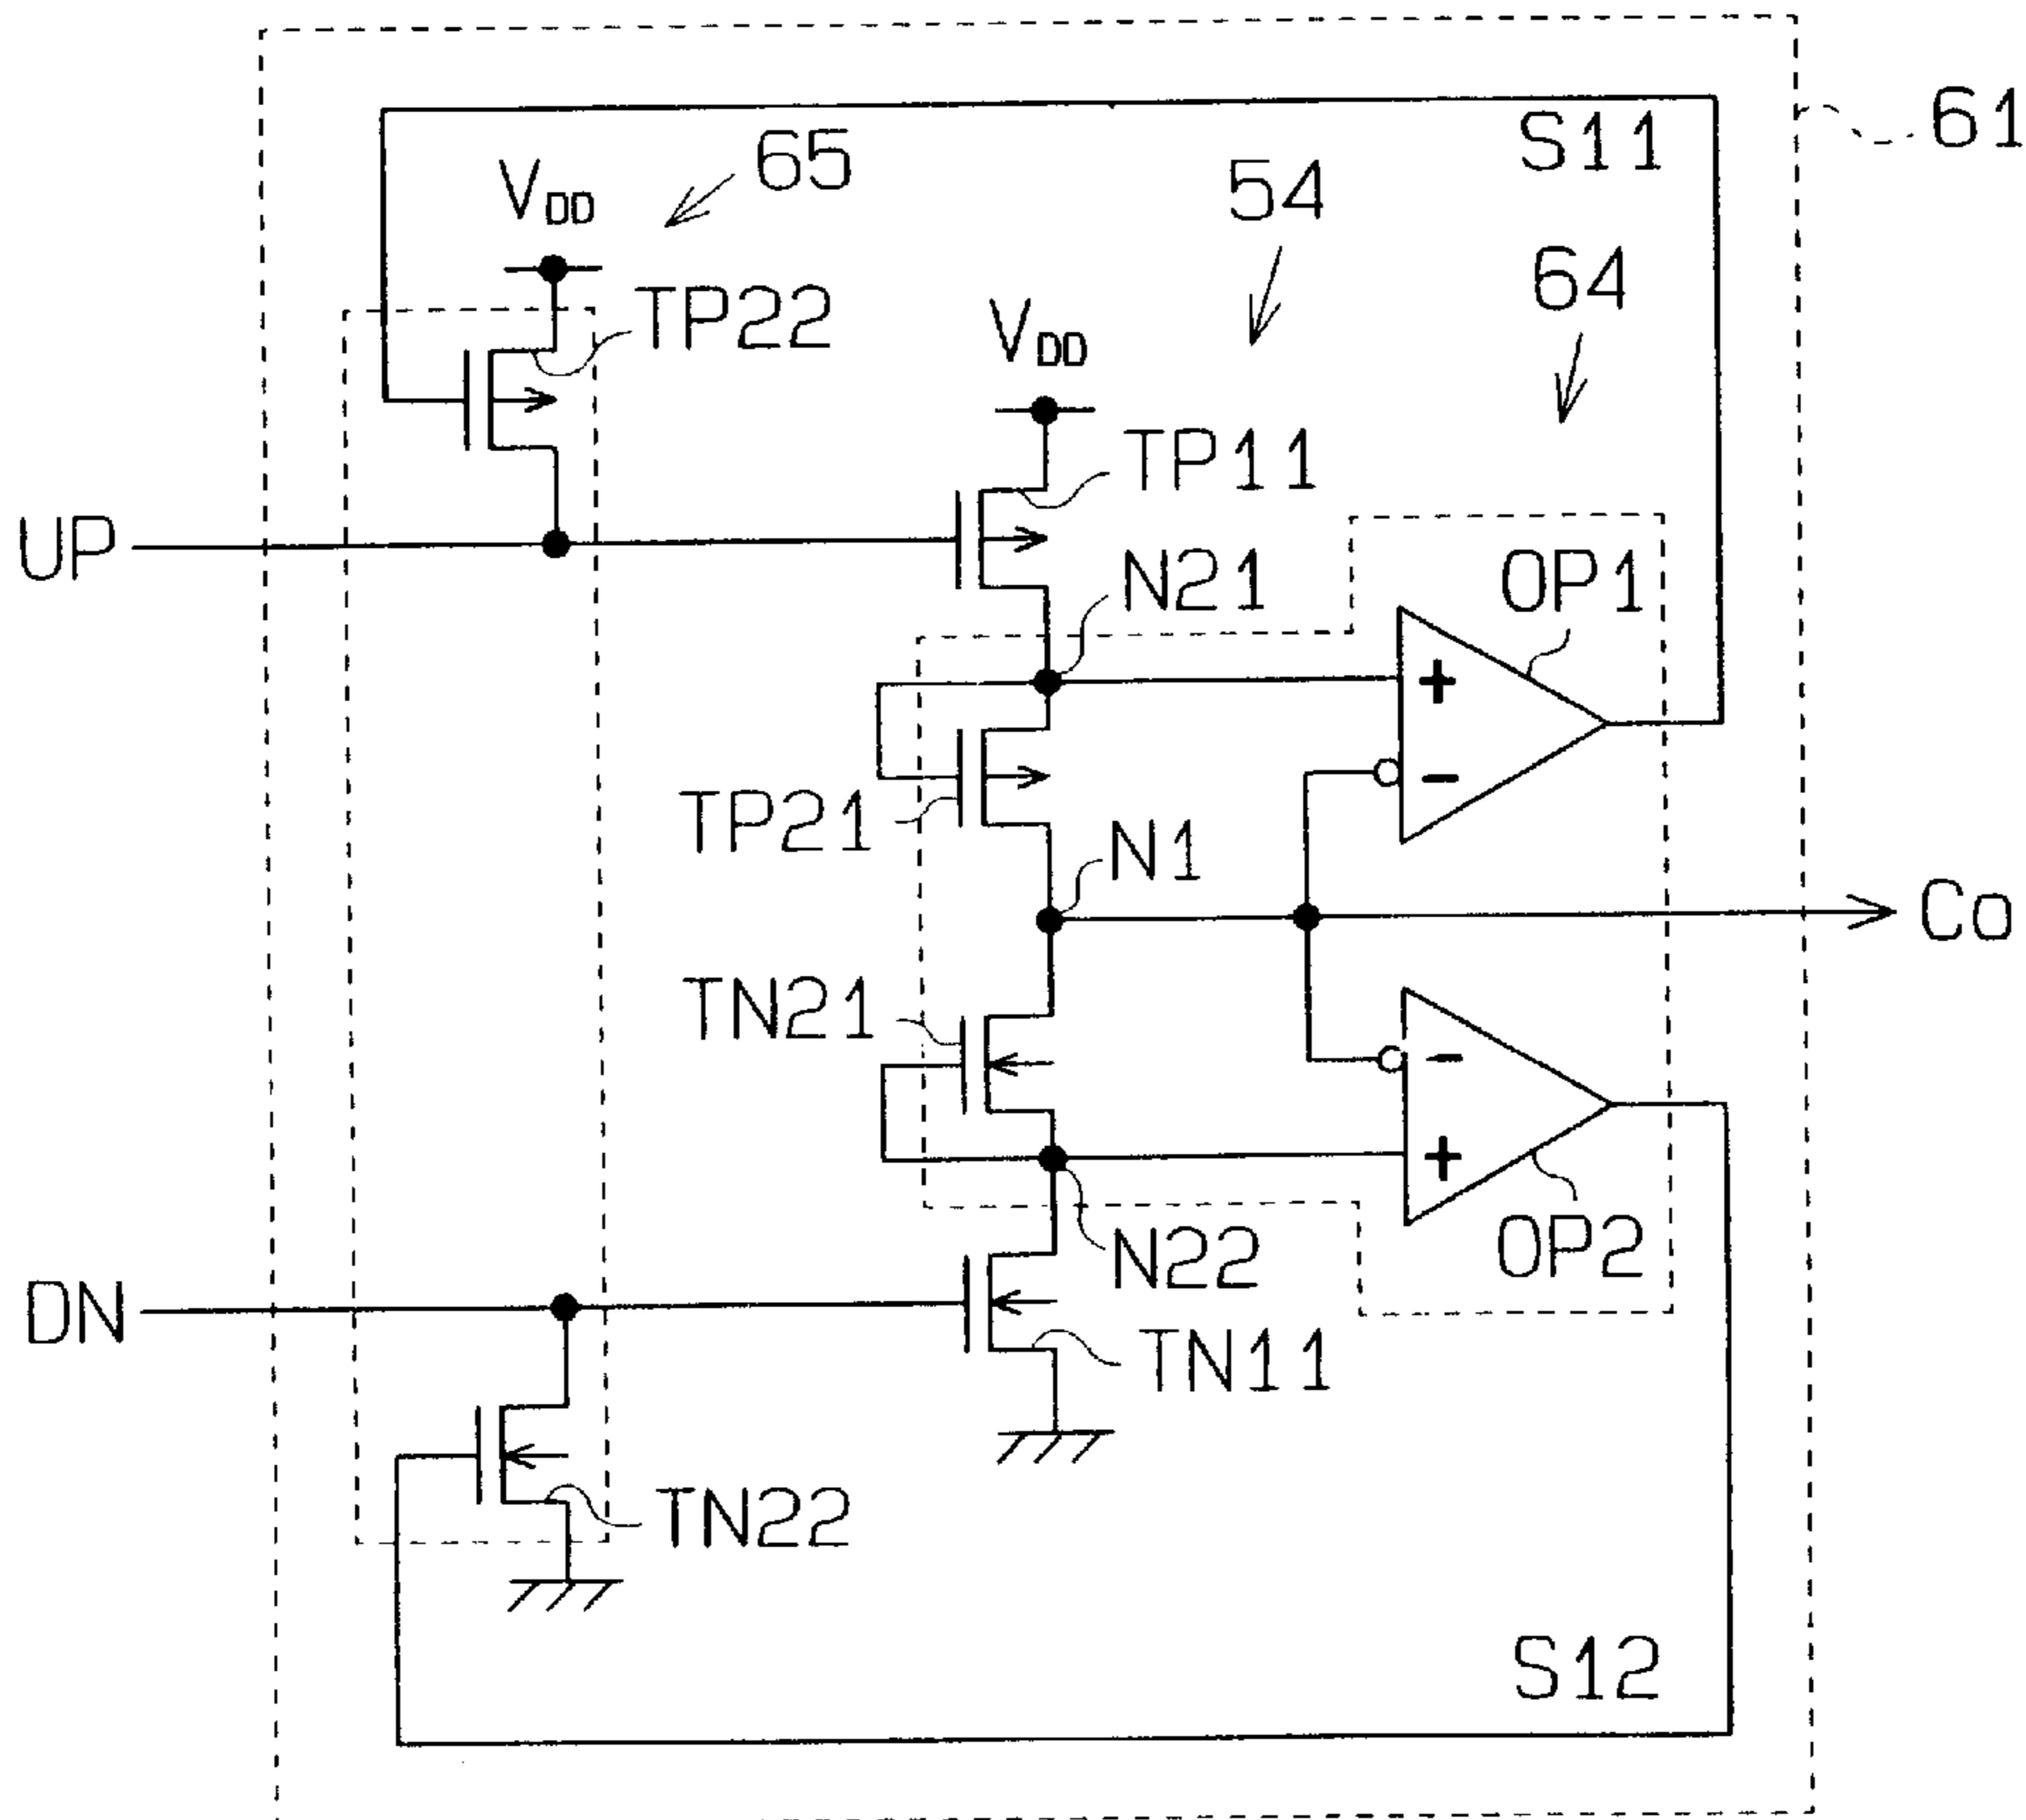 61
S11
65
VDD
54
64
TP22
VDD
TP11
UP
N21
OP1
+
-
TP21
N1
Co
TN21
-
+
N22
OP2
DN
TN11
TN22
S12